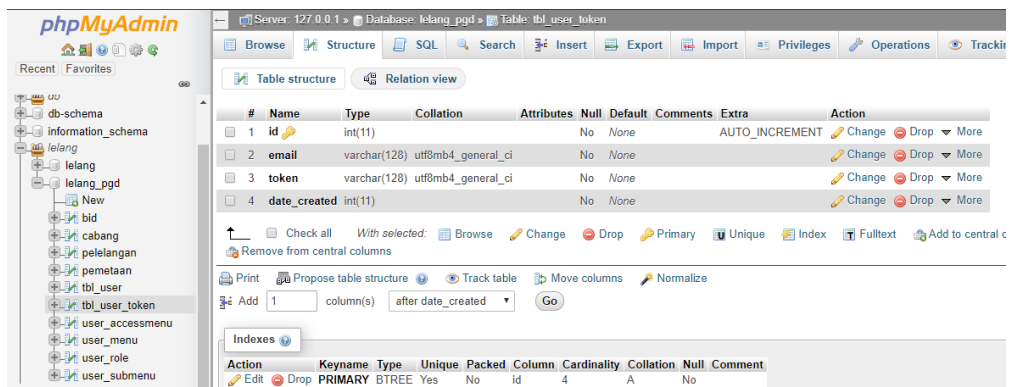 phpMyAdmin
Recent Favorites
db
db-schema
information_schema
lelang
lelang
lelang_pgd
New
bid
cabang
pelelangan
pemetaan
tbl_user
tbl_user_token
user_accessmenu
user_menu
user_role
user_submenu
Server: 127.0.0.1 » Database: lelang_pgd » Table: tbl_user_token
Browse Structure SQL Search Insert Export Import Privileges Operations Trackin
Table structure Relation view
# Name Type Collation Attributes Null Default Comments Extra Action
1 id int(11) No None AUTO_INCREMENT Change Drop More
2 email varchar(128) utf8mb4_general_ci No None Change Drop More
3 token varchar(128) utf8mb4_general_ci No None Change Drop More
4 date_created int(11) No None Change Drop More
Check all With selected: Browse Change Drop Primary Unique Index Fulltext Add to central c
Remove from central columns
Print Propose table structure Track table Move columns Normalize
Add 1 column(s) after date_created Go
Indexes
Action Keyname Type Unique Packed Column Cardinality Collation Null Comment
Edit Drop PRIMARY BTREE Yes No id 4 A No